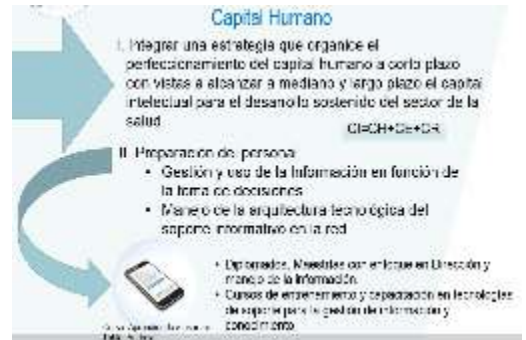 Capital Humano
I. Integrar una estrategia que organice el
perfeccionamiento del capital humano a corto plazo
con vistas a alcanzar a mediano y largo plazo el capital
intelectual para el desarrollo sostenido del sector de la
salud
CI=CH+CE+CR
II. Preparación del personal
• Gestión y uso de la Información en función de
la toma de decisiones
• Manejo de la arquitectura tecnológica del
soporte informativo en la red
• Diplomados, Maestrías con enfoque en Dirección y
manejo de la información.
• Cursos de entrenamiento y capacitación en tecnologías
de soporte para la gestión de información y
conocimiento